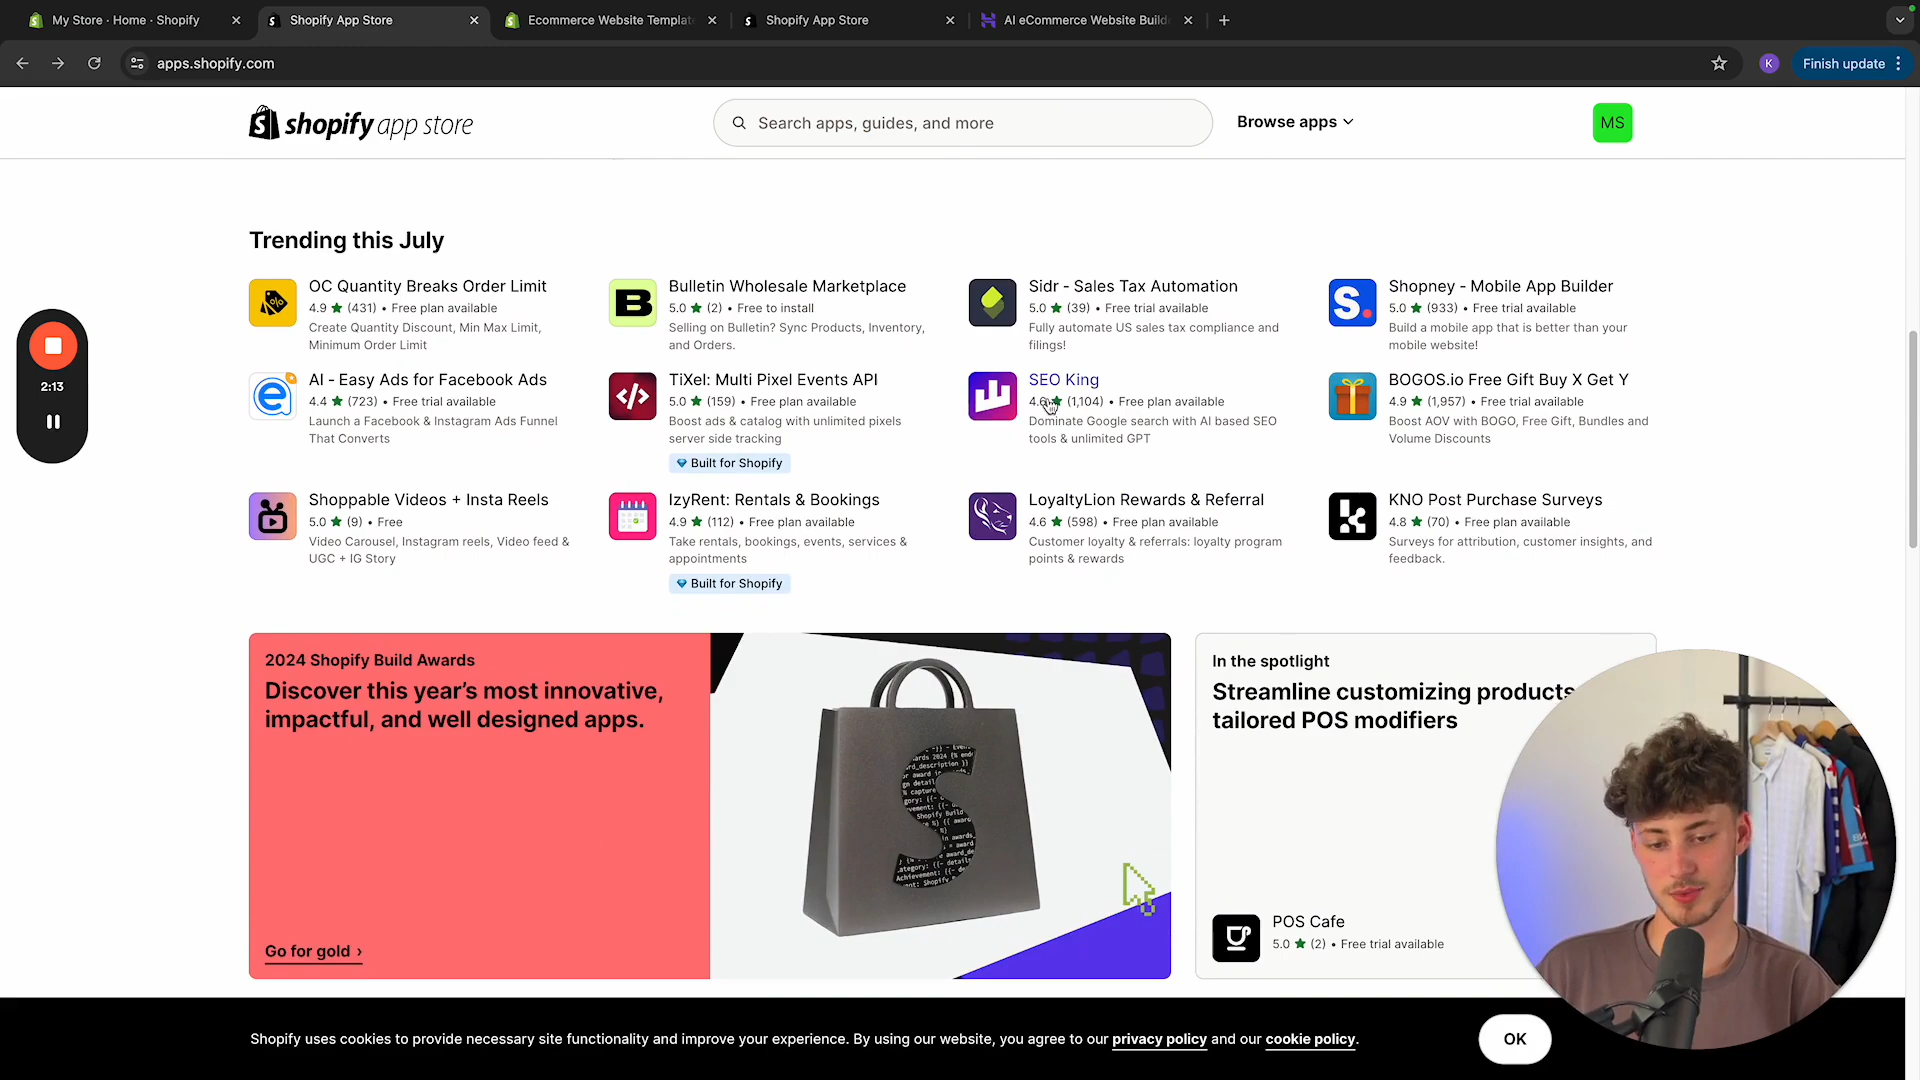 My Store · Home · Shopify
Shopify App Store
Ecommerce Website Templat
Shopify App Store
AI eCommerce Website Build
apps.shopify.com
K
Finish update
shopify app store
Search apps, guides, and more
Browse apps
MS
Trending this July
OC Quantity Breaks Order Limit
4.9 ★ (431) • Free plan available
Create Quantity Discount, Min Max Limit,
Minimum Order Limit
B
Bulletin Wholesale Marketplace
5.0 ★ (2) • Free to install
Selling on Bulletin? Sync Products, Inventory,
and Orders.
Sidr - Sales Tax Automation
5.0 ★ (39) • Free trial available
Fully automate US sales tax compliance and
filings!
S.
Shopney - Mobile App Builder
5.0 ★ (933) • Free trial available
Build a mobile app that is better than your
mobile website!
2:13
AI - Easy Ads for Facebook Ads
4.4 ★ (723) • Free trial available
Launch a Facebook & Instagram Ads Funnel
That Converts
</>
TiXel: Multi Pixel Events API
5.0 ★ (159) • Free plan available
Boost ads & catalog with unlimited pixels
server side tracking
Built for Shopify
SEO King
(1,104) • Free plan available
Dominate Google search with AI based SEO
tools & unlimited GPT
BOGOS.io Free Gift Buy X Get Y
4.9 ★ (1,957) • Free trial available
Boost AOV with BOGO, Free Gift, Bundles and
Volume Discounts
Shoppable Videos + Insta Reels
5.0 ★ (9) • Free
Video Carousel, Instagram reels, Video feed &
UGC + IG Story
IzyRent: Rentals & Bookings
4.9 ★ (112) • Free plan available
Take rentals, bookings, events, services &
appointments
Built for Shopify
LoyaltyLion Rewards & Referral
4.6 ★ (598) • Free plan available
Customer loyalty & referrals: loyalty program
points & rewards
KNO Post Purchase Surveys
4.8 ★ (70) • Free plan available
Surveys for attribution, customer insights, and
feedback.
2024 Shopify Build Awards
Discover this year's most innovative,
impactful, and well designed apps.
Go for gold ›
In the spotlight
Streamline customizing products
tailored POS modifiers
POS Cafe
5.0 ★ (2) • Free trial available
Shopify uses cookies to provide necessary site functionality and improve your experience. By using our website, you agree to our privacy policy and our cookie policy.
OK